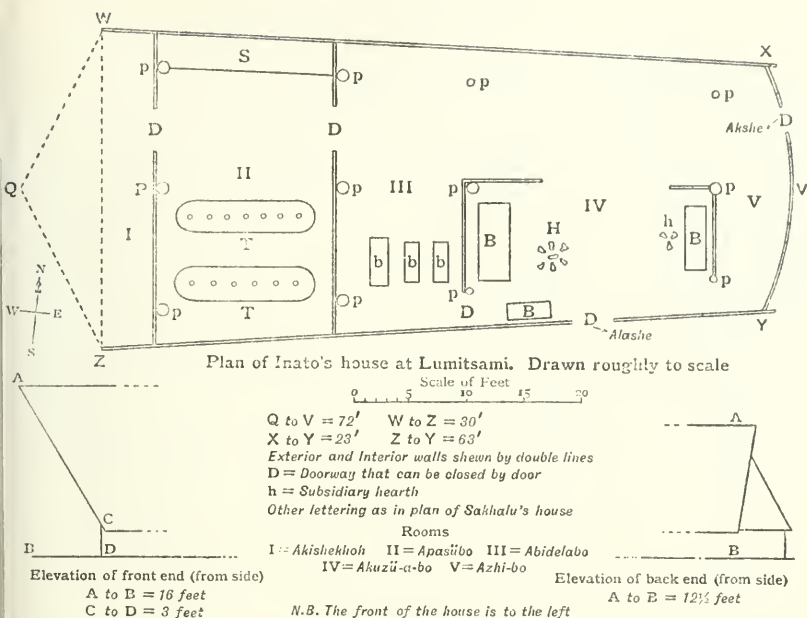 W
X
p S p p p
D D
Akshe D
Q
P II p III p IV p V V
I
H h
T b b b B B
N
W E
S
T p p p p
D B D
Alashe
Z
Y
Plan of Inato's house at Lumitsami. Drawn roughly to scale
Scale of Feet
0 5 10 15 20
Q to V = 72' W to Z = 30'
X to Y = 23' Z to Y = 63'
Exterior and Interior walls shewn by double lines
D = Doorway that can be closed by door
h = Subsidiary hearth
Other lettering as in plan of Sakhalu's house
Rooms
I = Akishekhoh II = Apasübo III = Abidelabo
IV = Akuzü-a-bo V = Azhi-bo
N.B. The front of the house is to the left
A
C
B D
Elevation of front end (from side)
A to B = 16 feet
C to D = 3 feet
A
B
Elevation of back end (from side)
A to B = 12½ feet